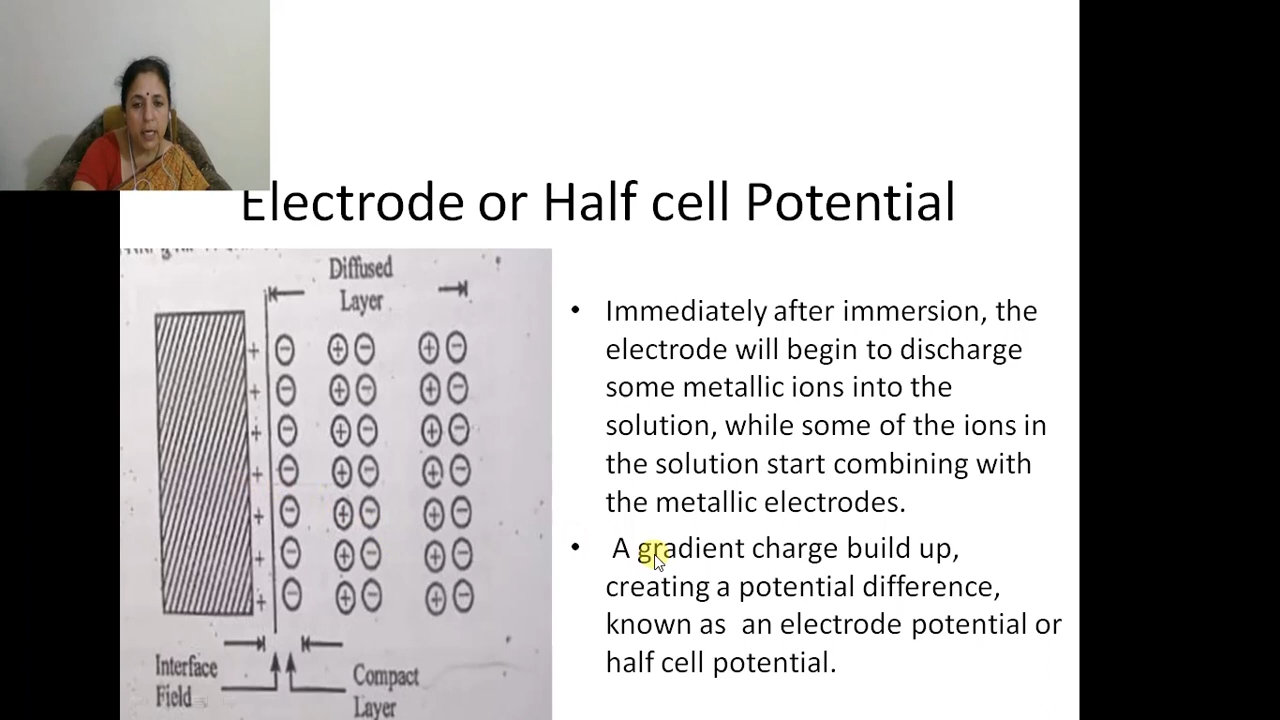 Electrode or Half cell Potential
Diffused
Layer
Interface
Field
Compact
Layer
• Immediately after immersion, the
electrode will begin to discharge
some metallic ions into the
solution, while some of the ions in
the solution start combining with
the metallic electrodes.
• A gradient charge build up,
creating a potential difference,
known as an electrode potential or
half cell potential.